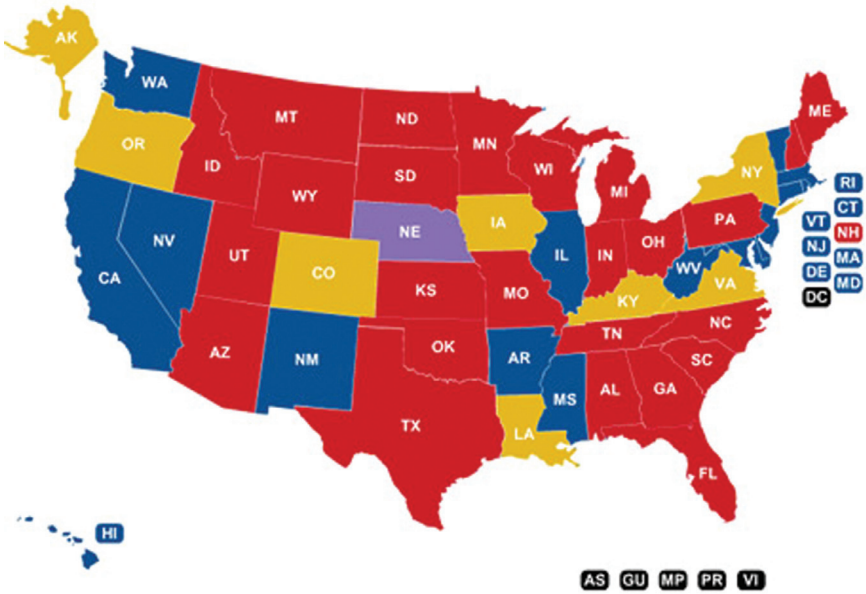 AK
WA
ME
MT
ND
MN
OR
NY
ID
SD
WI
RI
MI
WY
CT
IA
PA
VT
NH
NE
NV
OH
NJ
UT
IL
IN
MA
CA
CO
WV
DE
VA
MD
KS
MO
KY
DC
NC
TN
OK
AZ
NM
AR
SC
AL
GA
MS
TX
LA
FL
HI
AS GU MP PR VI